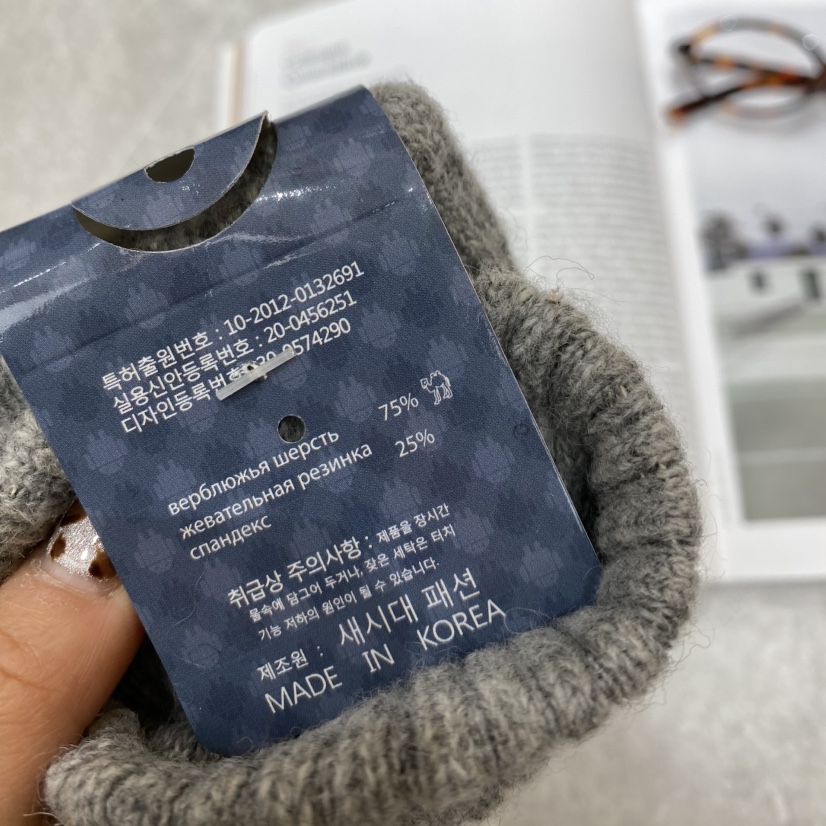 특허출원번호 : 10-2012-0132691
실용신안등록번호 : 20-0456251
디자인등록번호
верблюжья шерсть 75%
жевательная резинка 25%
спандекс
취급상 주의사항 : 제품을 장시간
물속에 담그어 두거나, 잦은 세탁은 터치
기능 저하의 원인이 될 수 있습니다.
제조원 : 새시대 패션
MADE IN KOREA